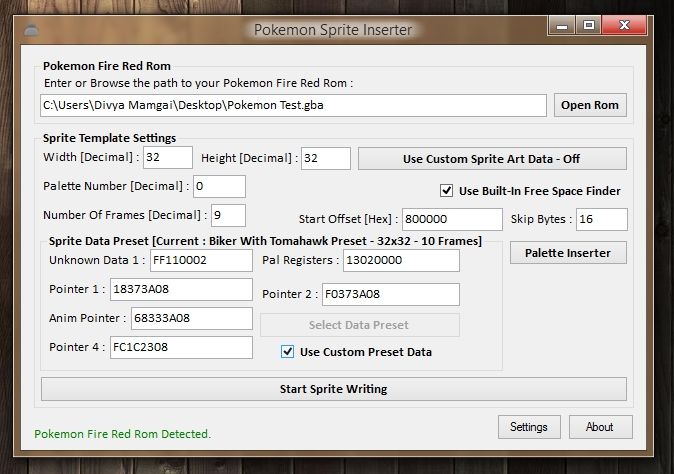 Pokemon Sprite Inserter
Pokemon Fire Red Rom
Enter or Browse the path to your Pokemon Fire Red Rom :
C:\Users\Divya Mamgai\Desktop\Pokemon Test.gba
Open Rom
Sprite Template Settings
Width [Decimal] : 32 Height [Decimal] : 32 Use Custom Sprite Art Data - Off
Palette Number [Decimal] : 0 Use Built-In Free Space Finder
Number Of Frames [Decimal] : 9 Start Offset [Hex] : 800000 Skip Bytes : 16
Sprite Data Preset [Current : Biker With Tomahawk Preset - 32x32 - 10 Frames]
Palette Inserter
Unknown Data 1 : FF110002 Pal Registers : 13020000
Pointer 1 : 18373A08 Pointer 2 : F0373A08
Anim Pointer : 68333A08 Select Data Preset
Pointer 4 : FC1C2308 Use Custom Preset Data
Start Sprite Writing
Pokemon Fire Red Rom Detected.
Settings
About